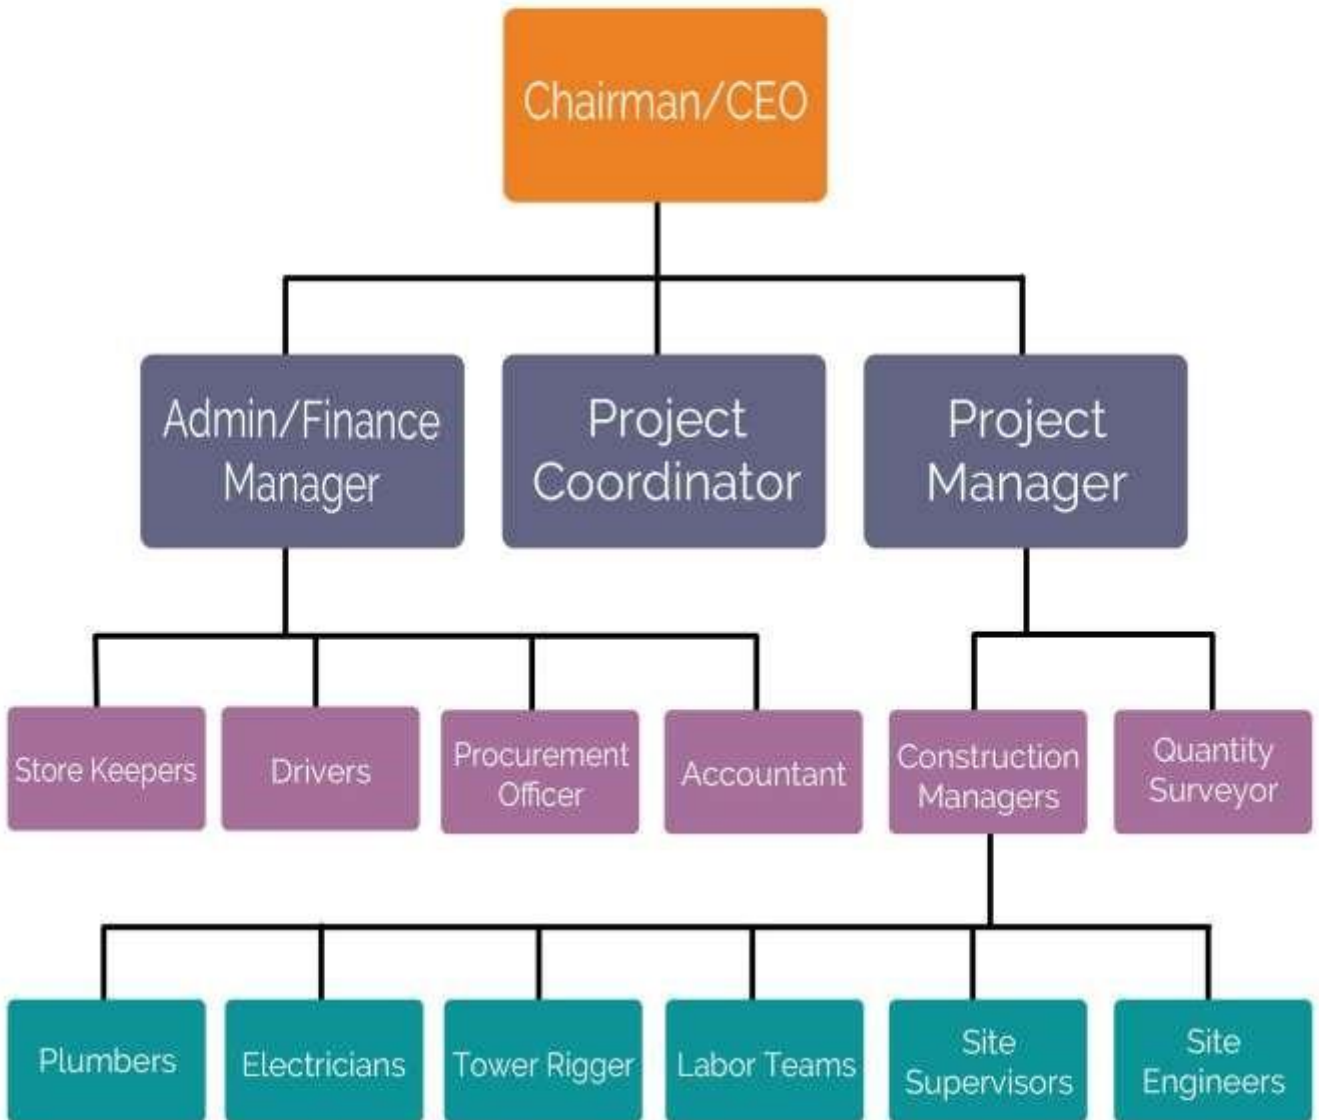 Chairman/CEO
Admin/Finance
Manager
Project
Coordinator
Project
Manager
Store Keepers
Drivers
Procurement
Officer
Accountant
Construction
Managers
Quantity
Surveyor
Plumbers
Electricians
Tower Rigger
Labor Teams
Site
Supervisors
Site
Engineers